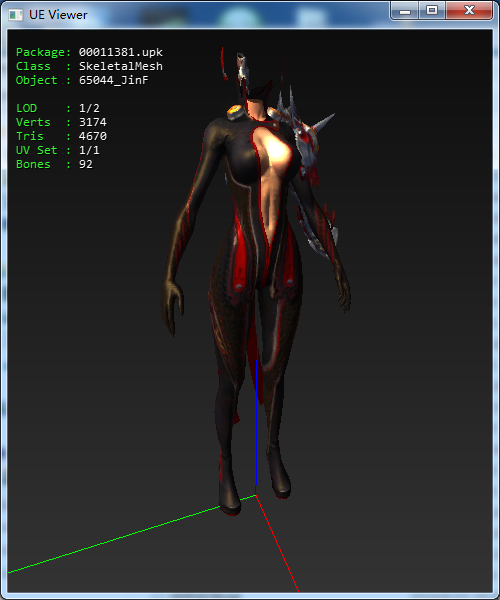 UE Viewer
Package: 00011381.upk
Class : SkeletalMesh
Object : 65044_JinF
LOD : 1/2
Verts : 3174
Tris : 4670
UV Set : 1/1
Bones : 92